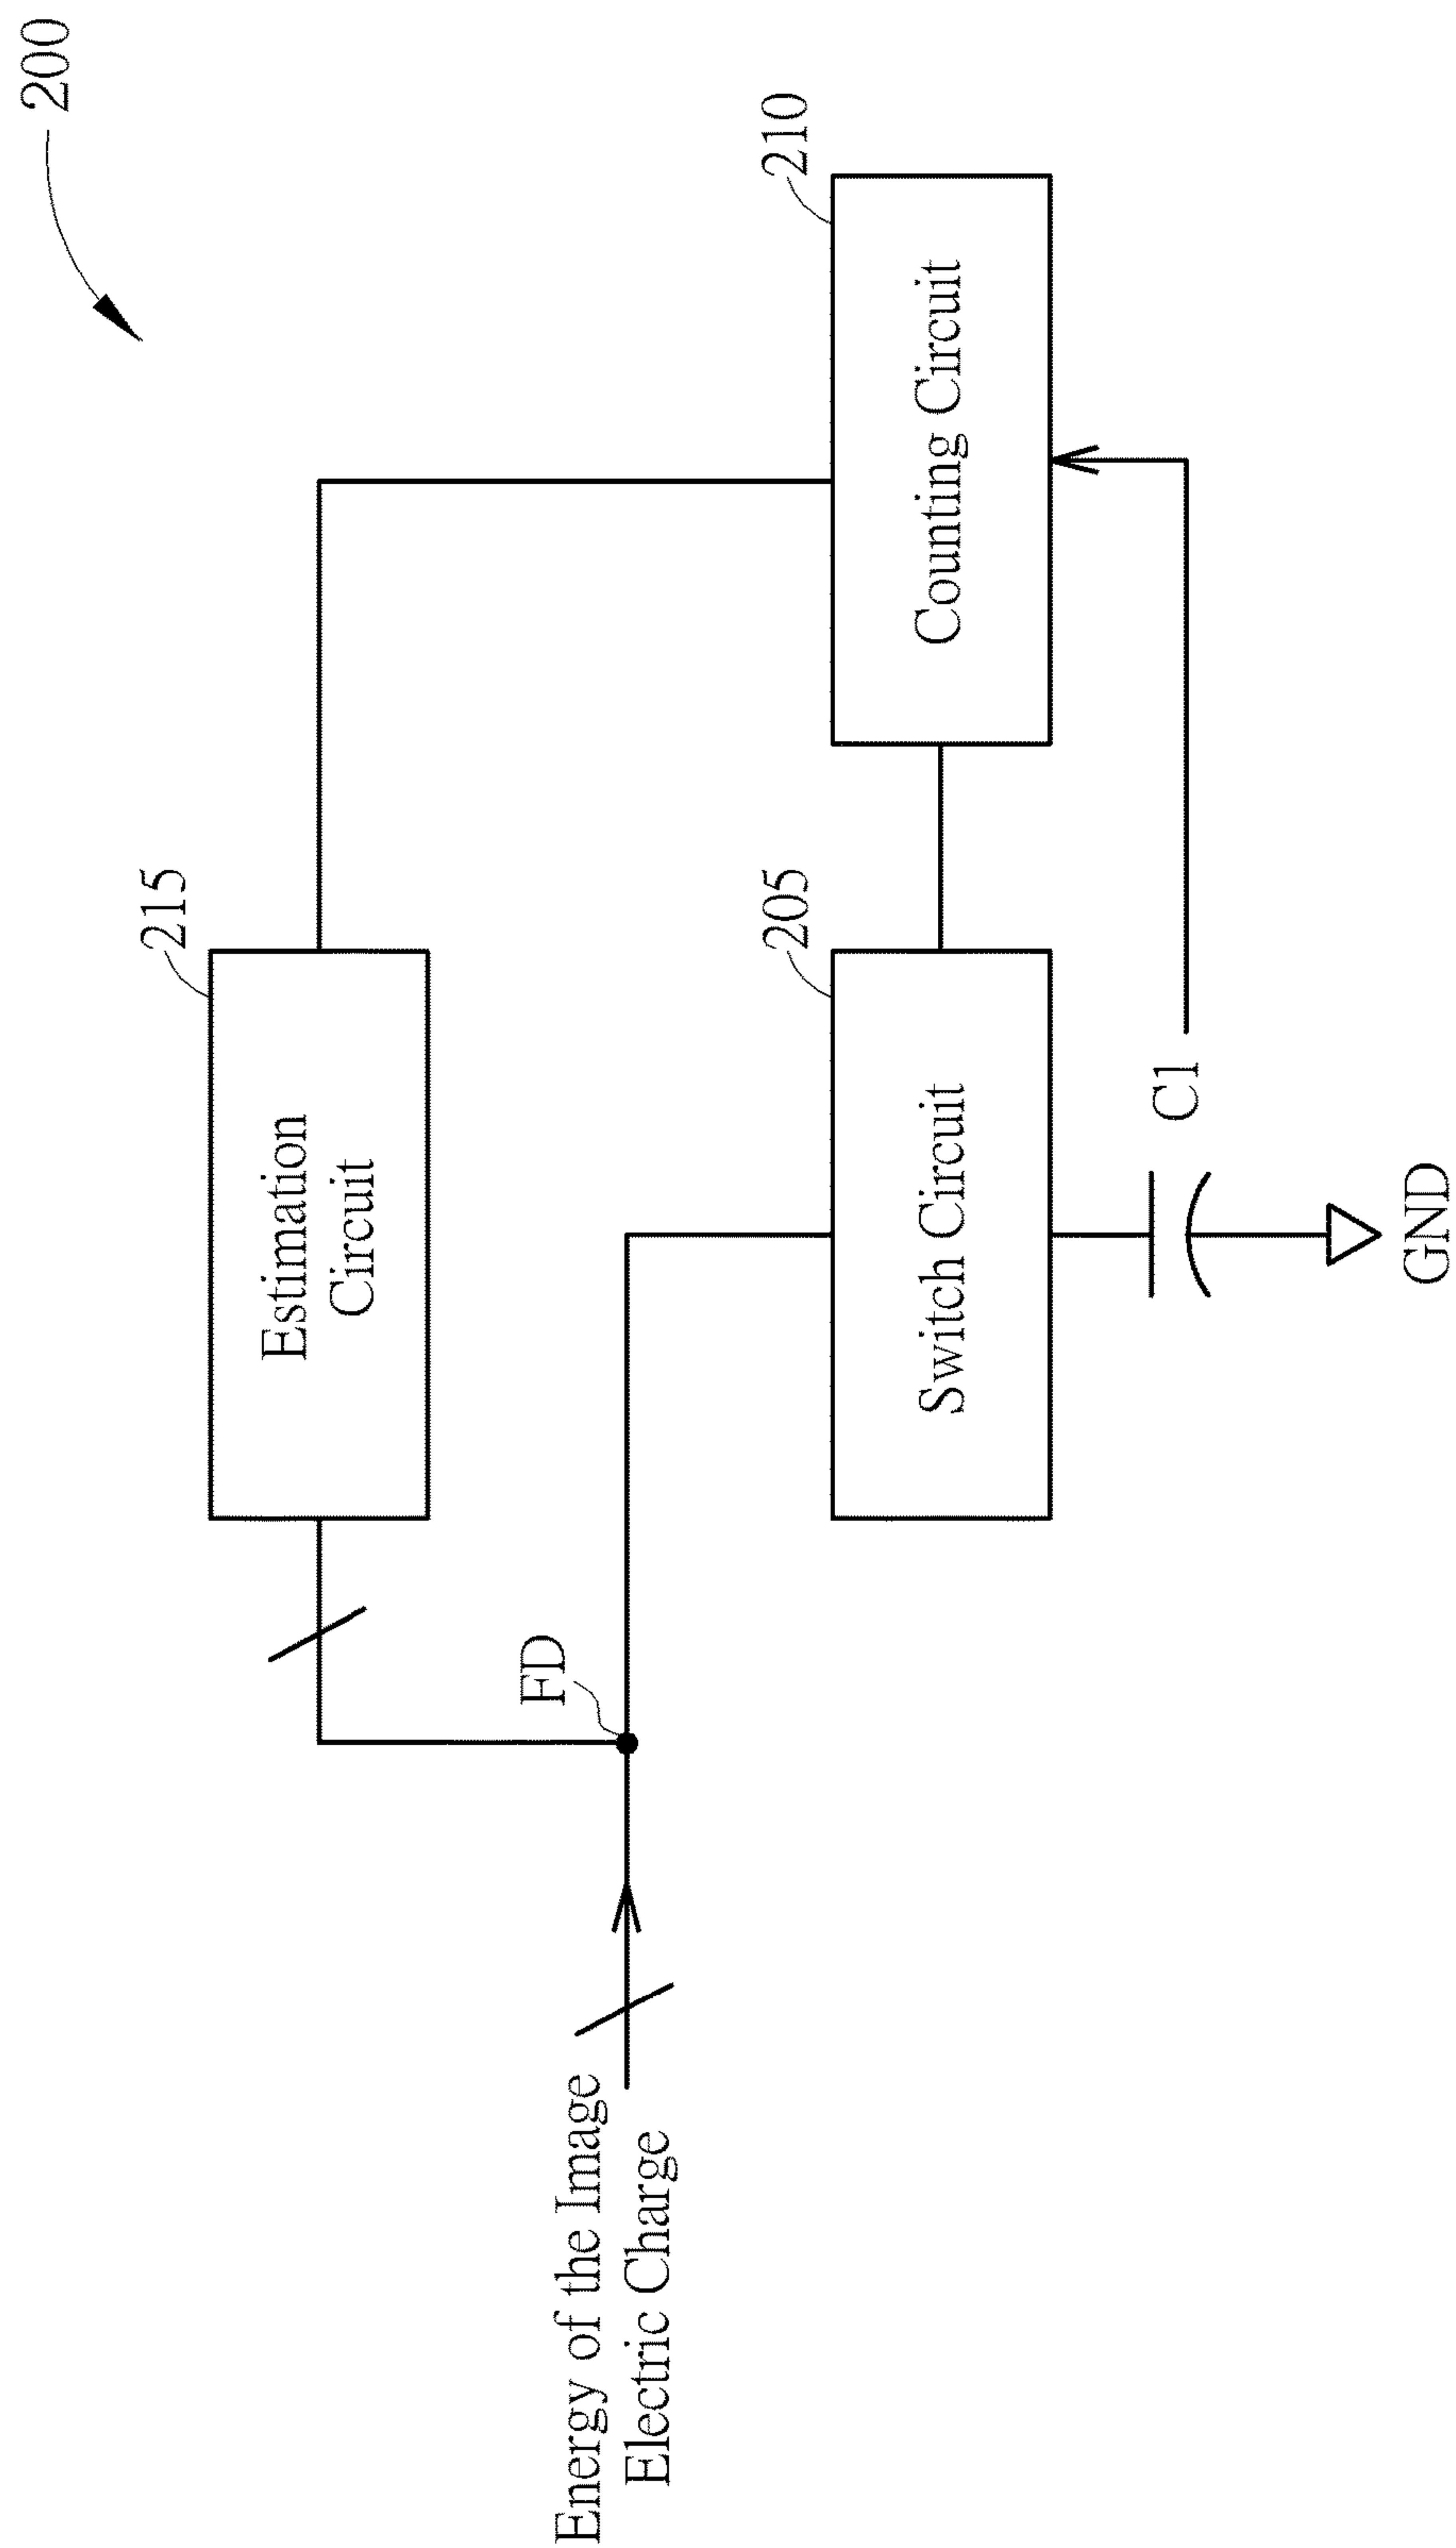 200
215
Estimation
Circuit
FD
Energy of the Image
Electric Charge
205
Switch Circuit
210
Counting Circuit
C1
GND